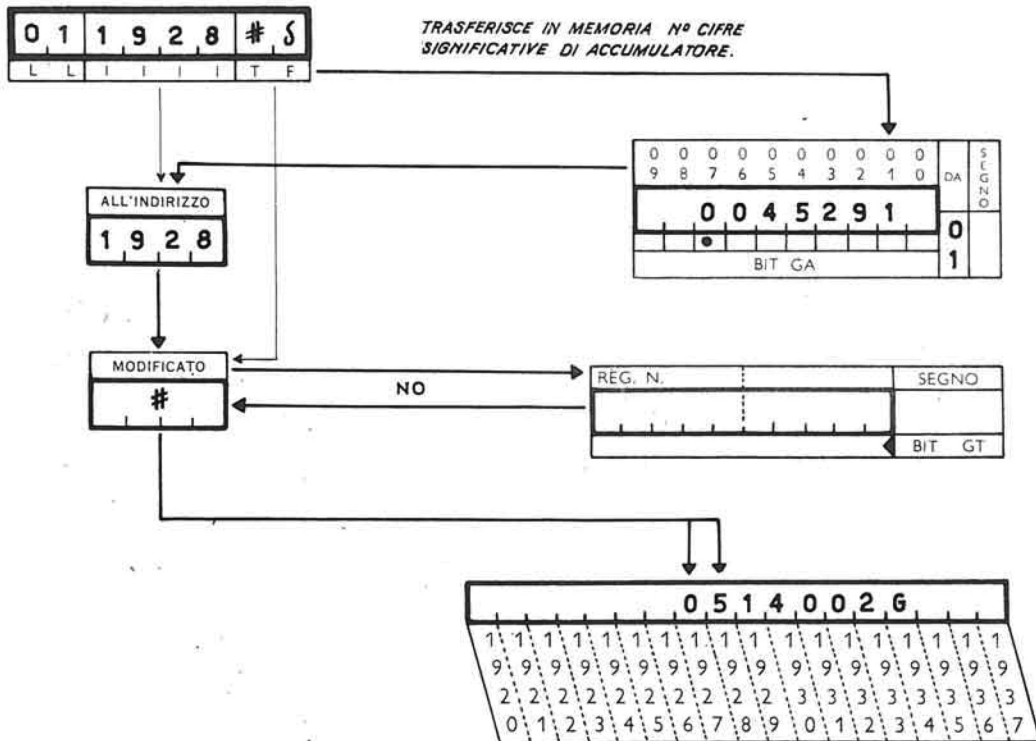 0 1 1 9 2 8 # δ
L L I I I I T F
TRASFERISCE IN MEMORIA Nº CIFRE
SIGNIFICATIVE DI ACCUMULATORE.
0 0 0 0 0 0 0 0 0 0
9 8 7 6 5 4 3 2 1 0
DA
SEGNO
0 0 4 5 2 9 1
0
1
BIT GA
ALL'INDIRIZZO
1 9 2 8
MODIFICATO
#
NO
REG. N.
SEGNO
BIT GT
0 5 1 4 0 0 2 G
1 1 1 1 1 1 1 1 1 1 1 1 1 1 1 1 1 1
9 9 9 9 9 9 9 9 9 9 9 9 9 9 9 9 9 9
2 2 2 2 2 2 2 2 2 2 3 3 3 3 3 3 3 3
0 1 2 3 4 5 6 7 8 9 0 1 2 3 4 5 6 7